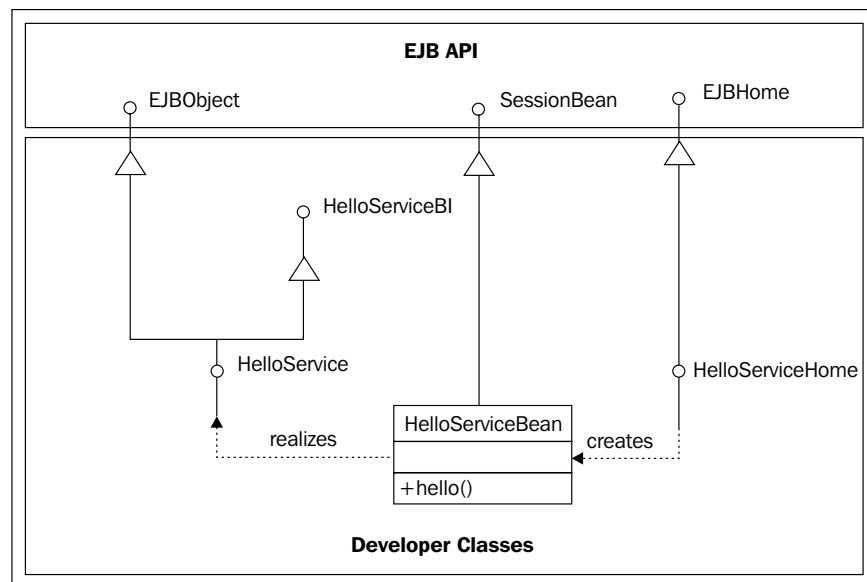 EJB API
EJBObject
SessionBean
EJBHome
HelloServiceBI
HelloService
HelloServiceHome
HelloServiceBean
realizes
creates
+hello()
Developer Classes